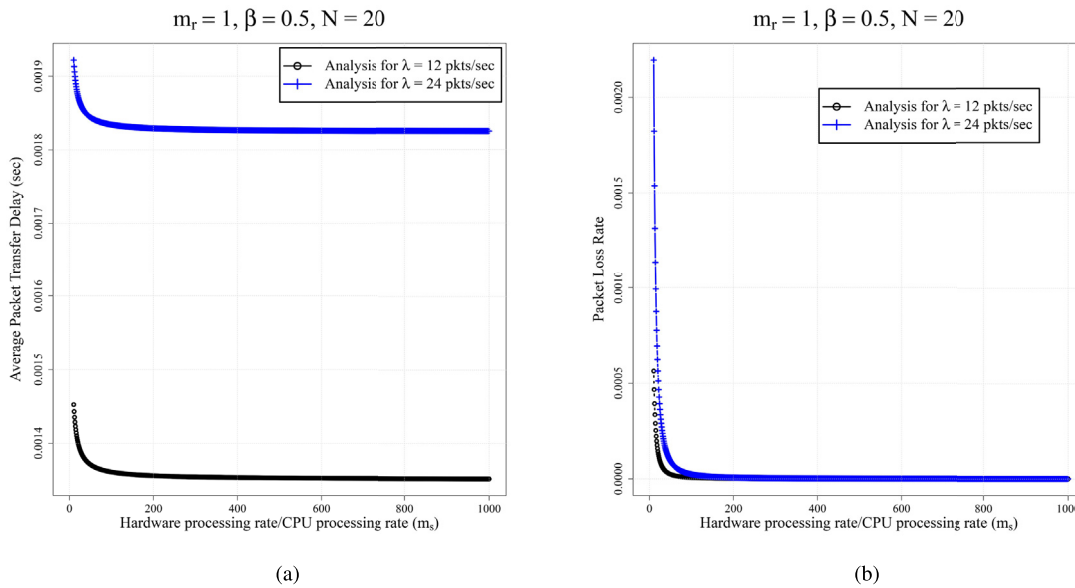 m_r = 1, β = 0.5, N = 20
Average Packet Transfer Delay (sec)
0.0019
0.0018
0.0017
0.0016
0.0015
0.0014
Analysis for λ = 12 pkts/sec
Analysis for λ = 24 pkts/sec
0 200 400 600 800 1000
Hardware processing rate/CPU processing rate (m_s)
(a)
m_r = 1, β = 0.5, N = 20
Packet Loss Rate
0.0020
0.0015
0.0010
0.0005
0.0000
Analysis for λ = 12 pkts/sec
Analysis for λ = 24 pkts/sec
0 200 400 600 800 1000
Hardware processing rate/CPU processing rate (m_s)
(b)